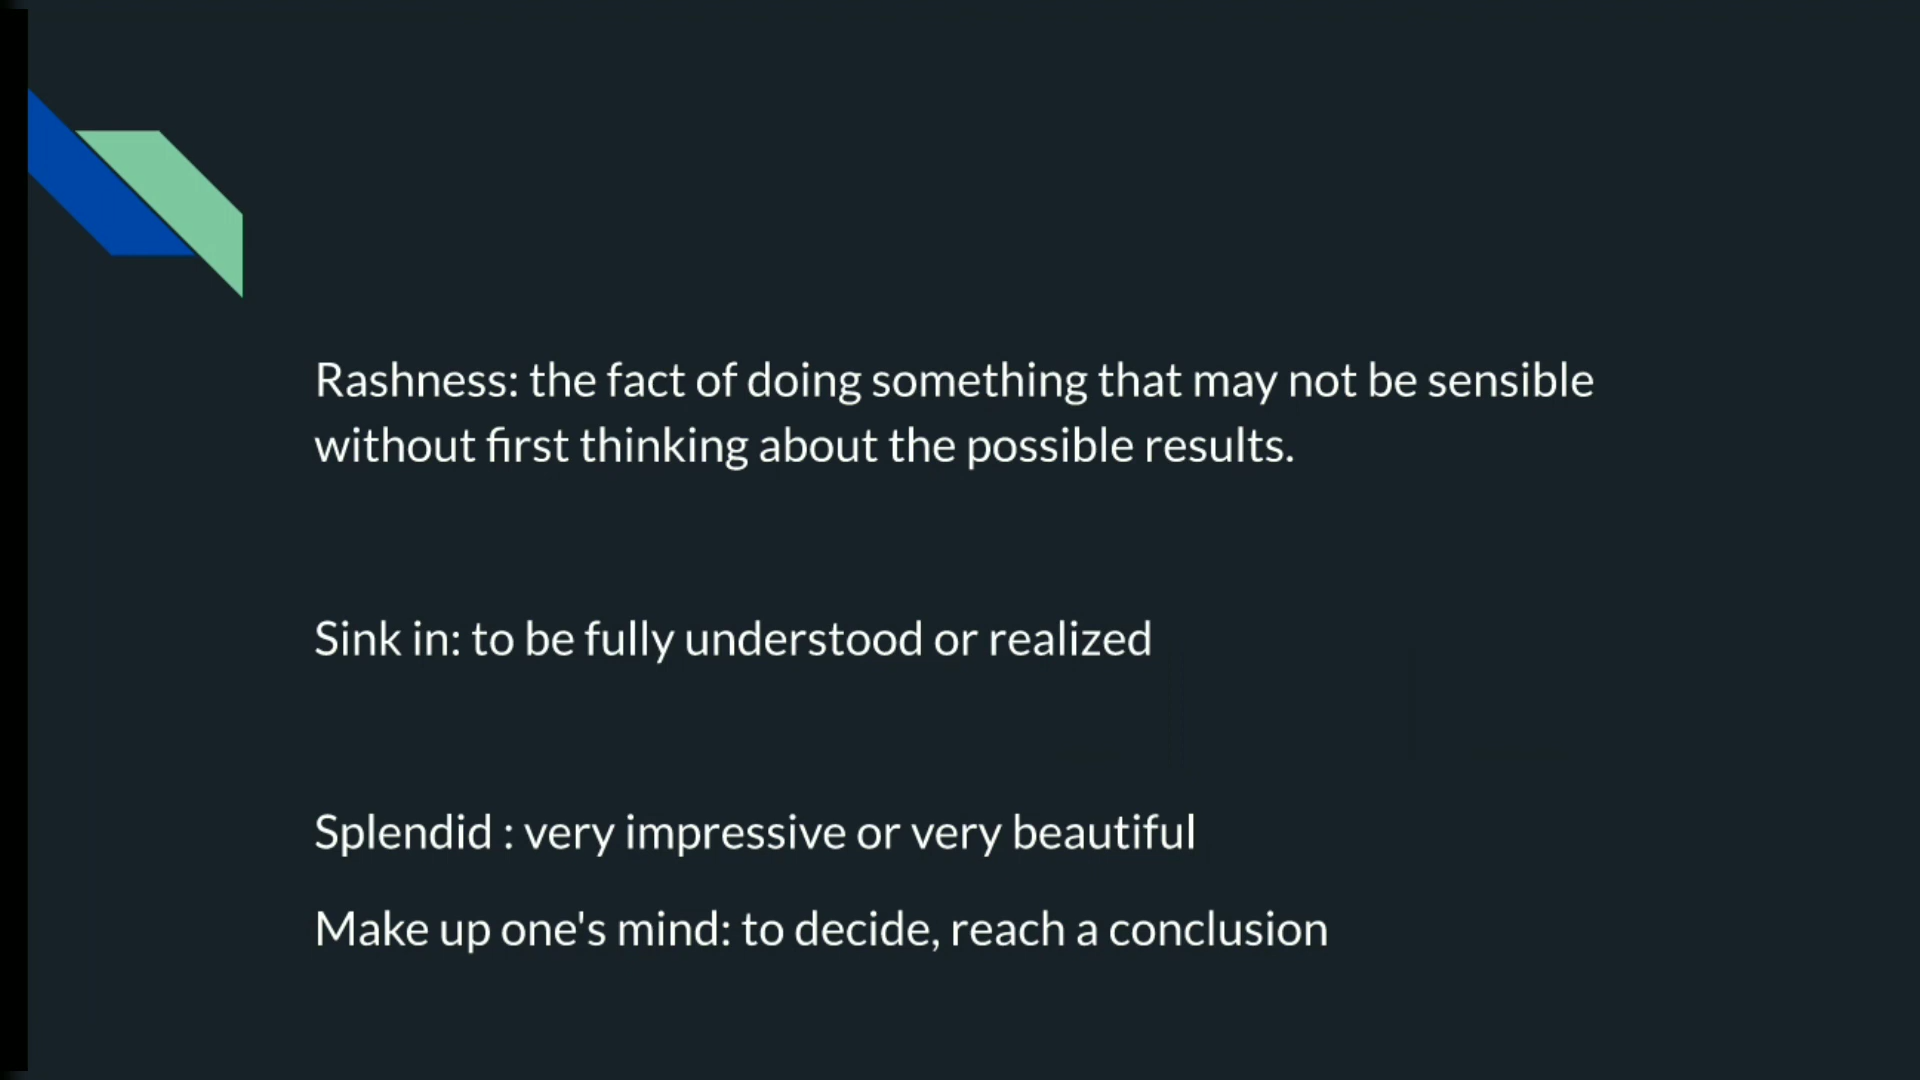 Rashness: the fact of doing something that may not be sensible
without first thinking about the possible results.
Sink in: to be fully understood or realized
Splendid : very impressive or very beautiful
Make up one's mind: to decide, reach a conclusion